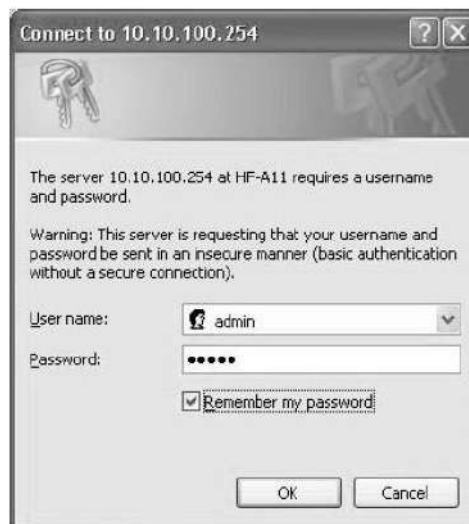 Connect to 10.10.100.254
The server 10.10.100.254 at HF-A11 requires a username
and password.
Warning: This server is requesting that your username and
password be sent in an insecure manner (basic authentication
without a secure connection).
User name:
admin
Password:
•••••
Remember my password
OK
Cancel